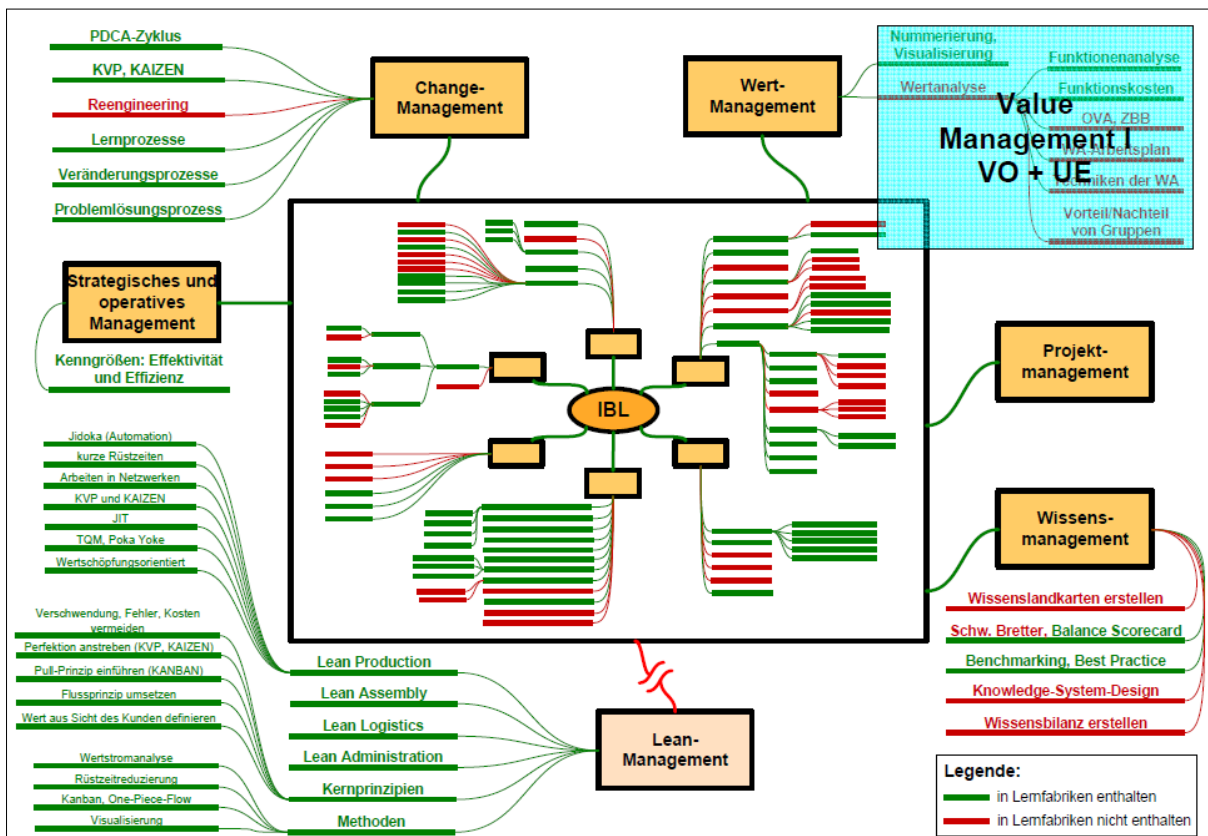 PDCA-Zyklus
KVP, KAIZEN
Reengineering
Lernprozesse
Veränderungsprozesse
Problemlösungsprozess
Change-
Management
Wert-
Management
Nummerierung,
Visualisierung
Wertanalyse
Funktionenanalyse
Funktionskosten
OVA, ZBB
WA-Arbeitsplan
Techniken der WA
Vorteil/Nachteil
von Gruppen
Value
Management I
VO + UE
Strategisches und
operatives
Management
Kenngrößen: Effektivität
und Effizienz
IBL
Projekt-
management
Wissens-
management
Wissenslandkarten erstellen
Schw. Bretter, Balance Scorecard
Benchmarking, Best Practice
Knowledge-System-Design
Wissensbilanz erstellen
Jidoka (Automation)
kurze Rüstzeiten
Arbeiten in Netzwerken
KVP und KAIZEN
JIT
TQM, Poka Yoke
Wertschöpfungsorientiert
Verschwendung, Fehler, Kosten
vermeiden
Perfektion anstreben (KVP, KAIZEN)
Pull-Prinzip einführen (KANBAN)
Flussprinzip umsetzen
Wert aus Sicht des Kunden definieren
Wertstromanalyse
Rüstzeitreduzierung
Kanban, One-Piece-Flow
Visualisierung
Lean Production
Lean Assembly
Lean Logistics
Lean Administration
Kernprinzipien
Methoden
Lean-
Management
Legende:
in Lernfabriken enthalten
in Lernfabriken nicht enthalten